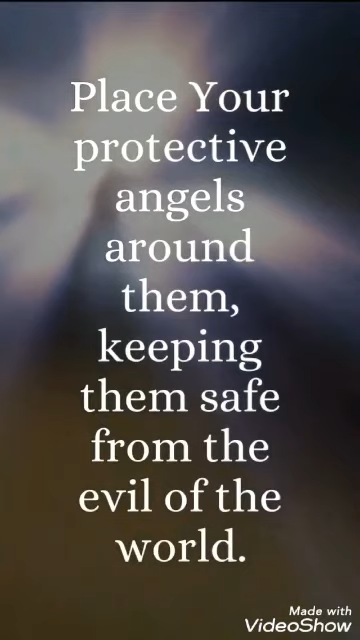 Place Your
protective
angels
around
them,
keeping
them safe
from the
evil of the
world.
Made with
VideoShow